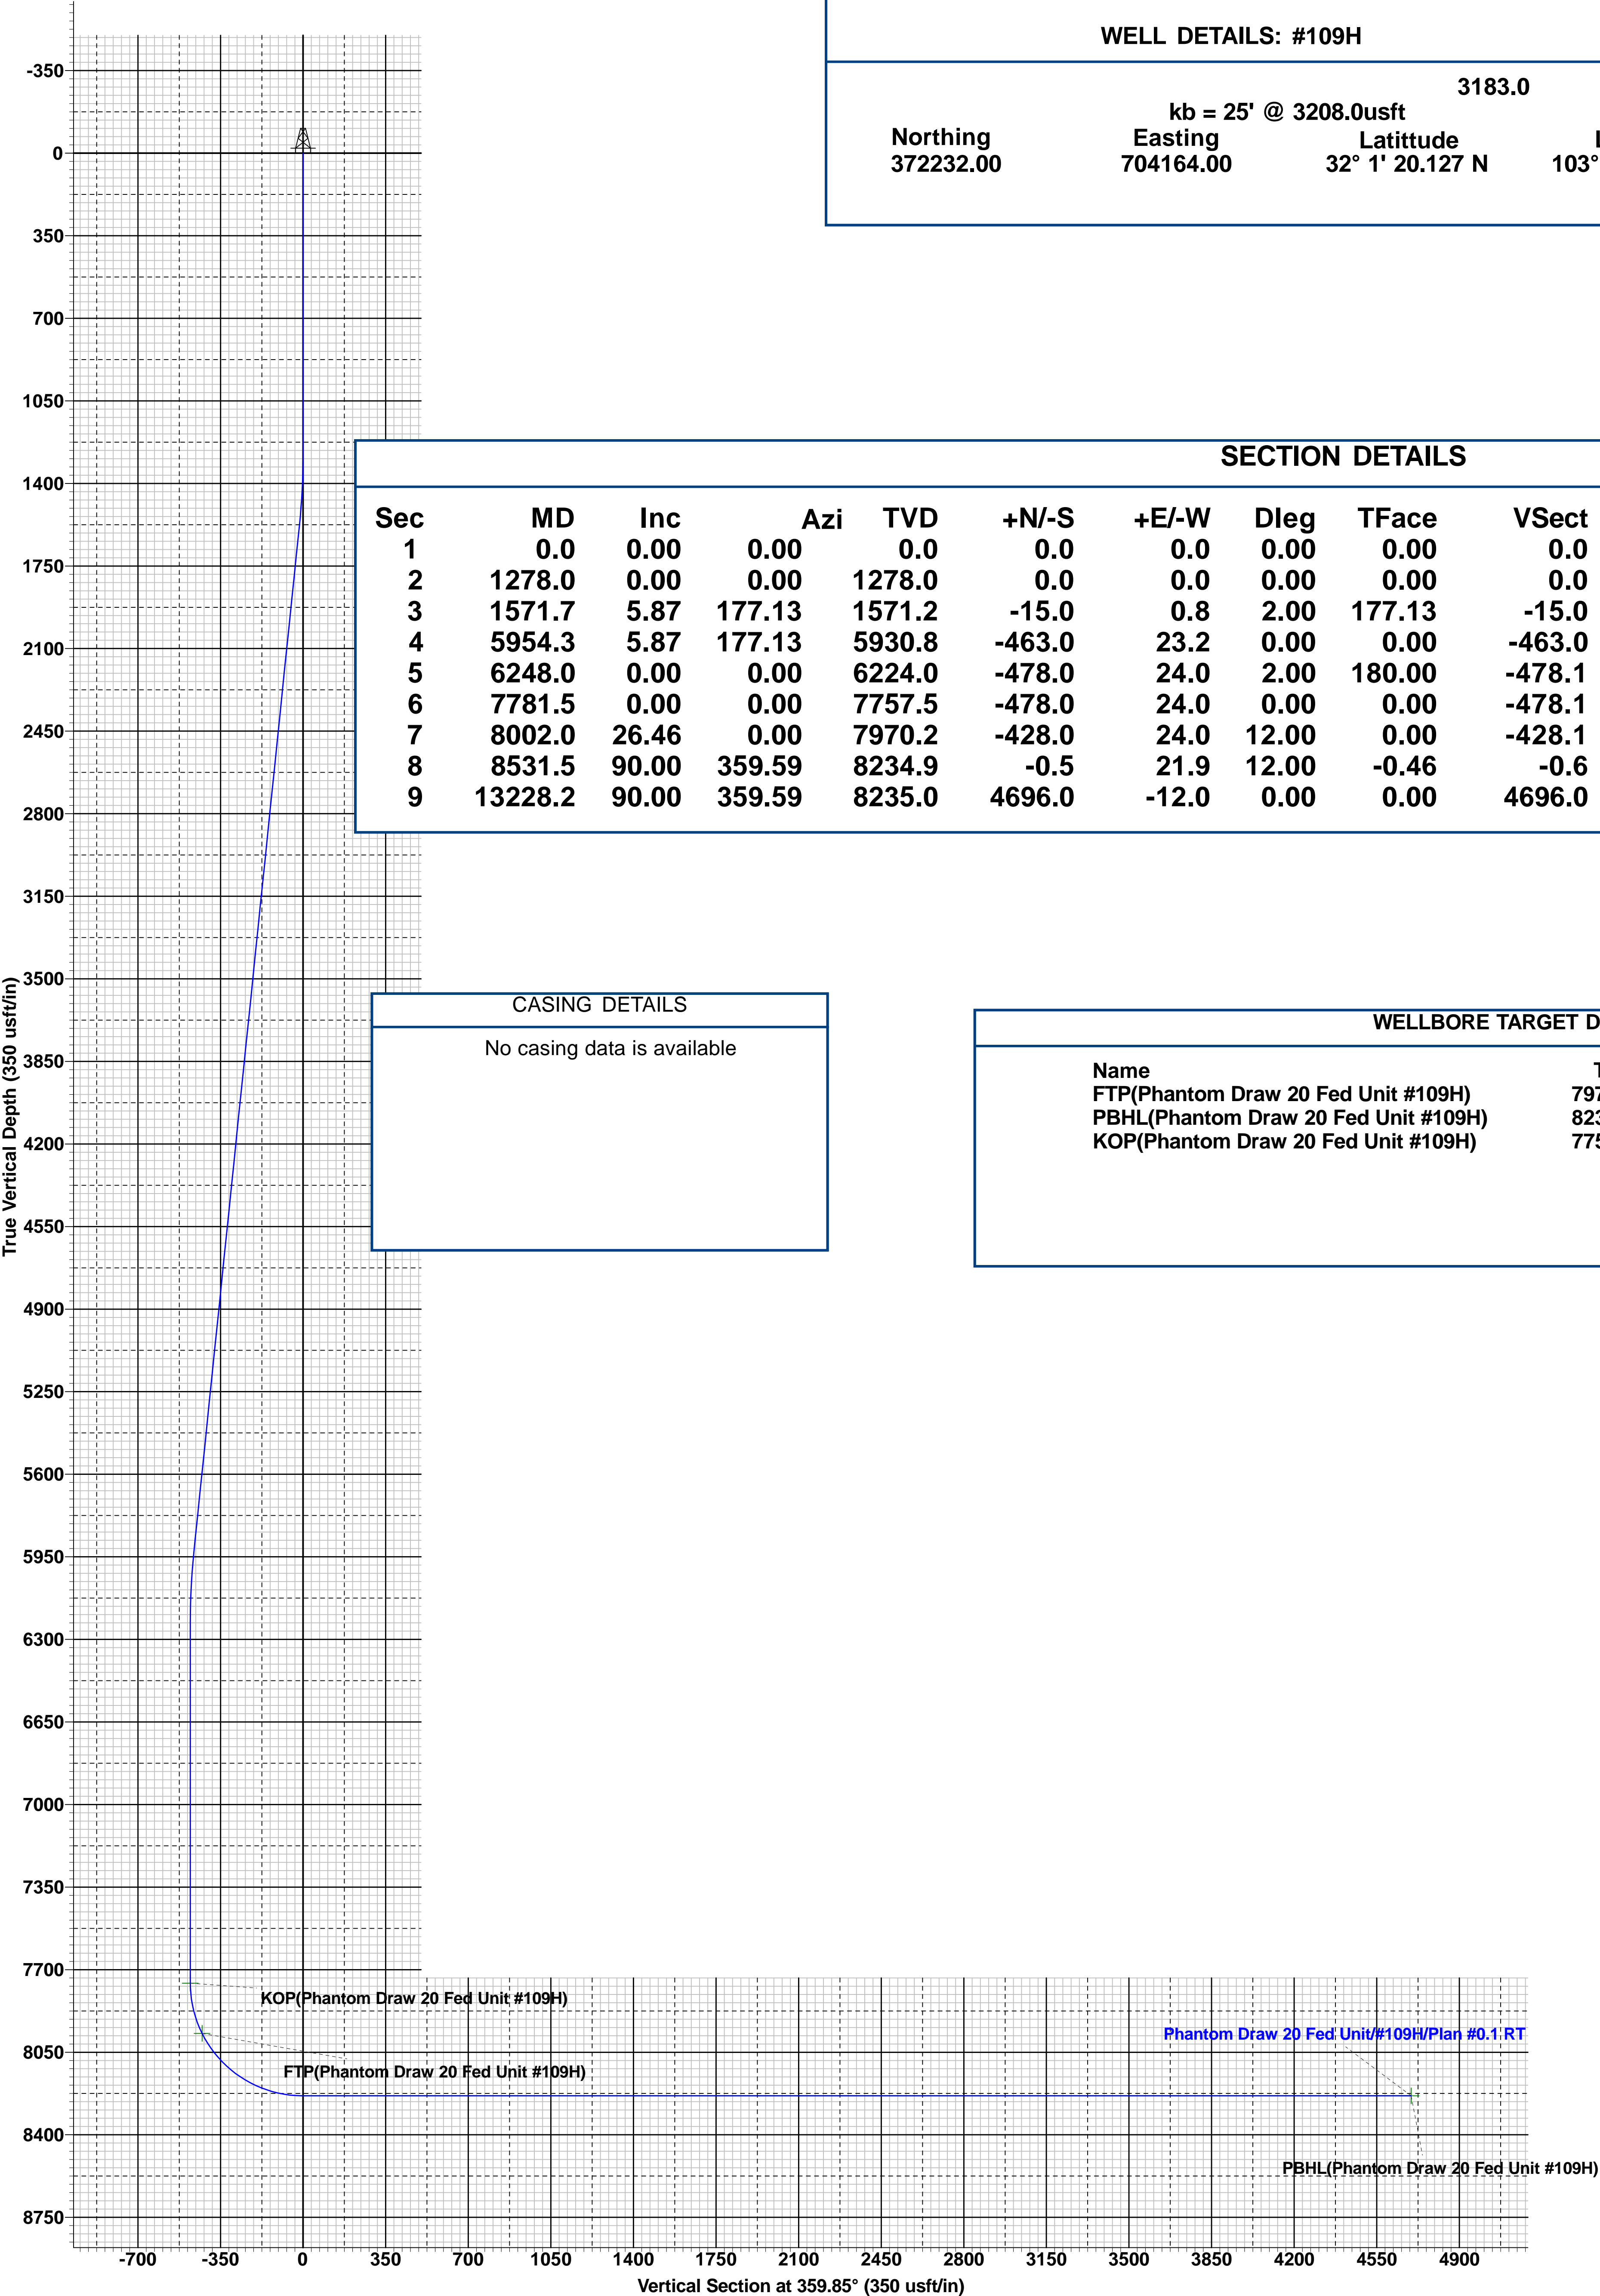 WELL DETAILS: #109H
3183.0
kb = 25' @ 3208.0usft
Northing Easting Latittude
372232.00 704164.00 32° 1' 20.127 N 103°
-350
0
350
700
1050
1400
1750
2100
2450
2800
3150
3500
3850
4200
4550
4900
5250
5600
5950
6300
6650
7000
7350
7700
8050
8400
8750
True Vertical Depth (350 usft/in)
SECTION DETAILS
Sec MD Inc Azi TVD +N/-S +E/-W Dleg TFace VSect
1 0.0 0.00 0.00 0.0 0.0 0.0 0.00 0.00 0.0
2 1278.0 0.00 0.00 1278.0 0.0 0.0 0.00 0.00 0.0
3 1571.7 5.87 177.13 1571.2 -15.0 0.8 2.00 177.13 -15.0
4 5954.3 5.87 177.13 5930.8 -463.0 23.2 0.00 0.00 -463.0
5 6248.0 0.00 0.00 6224.0 -478.0 24.0 2.00 180.00 -478.1
6 7781.5 0.00 0.00 7757.5 -478.0 24.0 0.00 0.00 -478.1
7 8002.0 26.46 0.00 7970.2 -428.0 24.0 12.00 0.00 -428.1
8 8531.5 90.00 359.59 8234.9 -0.5 21.9 12.00 -0.46 -0.6
9 13228.2 90.00 359.59 8235.0 4696.0 -12.0 0.00 0.00 4696.0
CASING DETAILS
No casing data is available
WELLBORE TARGET D
Name
FTP(Phantom Draw 20 Fed Unit #109H) 797
PBHL(Phantom Draw 20 Fed Unit #109H) 823
KOP(Phantom Draw 20 Fed Unit #109H) 775
KOP(Phantom Draw 20 Fed Unit #109H)
Phantom Draw 20 Fed Unit/#109H/Plan #0.1 RT
FTP(Phantom Draw 20 Fed Unit #109H)
PBHL(Phantom Draw 20 Fed Unit #109H)
-700 -350 0 350 700 1050 1400 1750 2100 2450 2800 3150 3500 3850 4200 4550 4900
Vertical Section at 359.85° (350 usft/in)